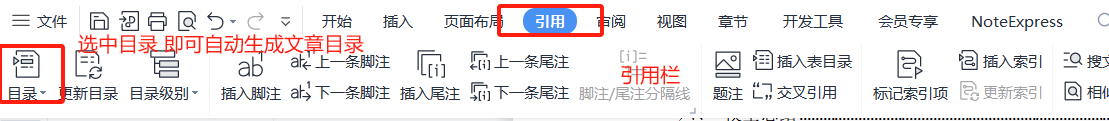 文件 开始 插入 页面布局 引用 审阅 视图 章节 开发工具 会员专享 NoteExpress
选中目录 即可自动生成文章目录
上一条脚注 [i] 上一条尾注 [i]= 插入表目录 插入索引
引用栏
目录 更新目录 目录级别 插入脚注 下一条脚注 插入尾注 下一条尾注 脚注/尾注分隔线 题注 交叉引用 标记索引项 更新索引